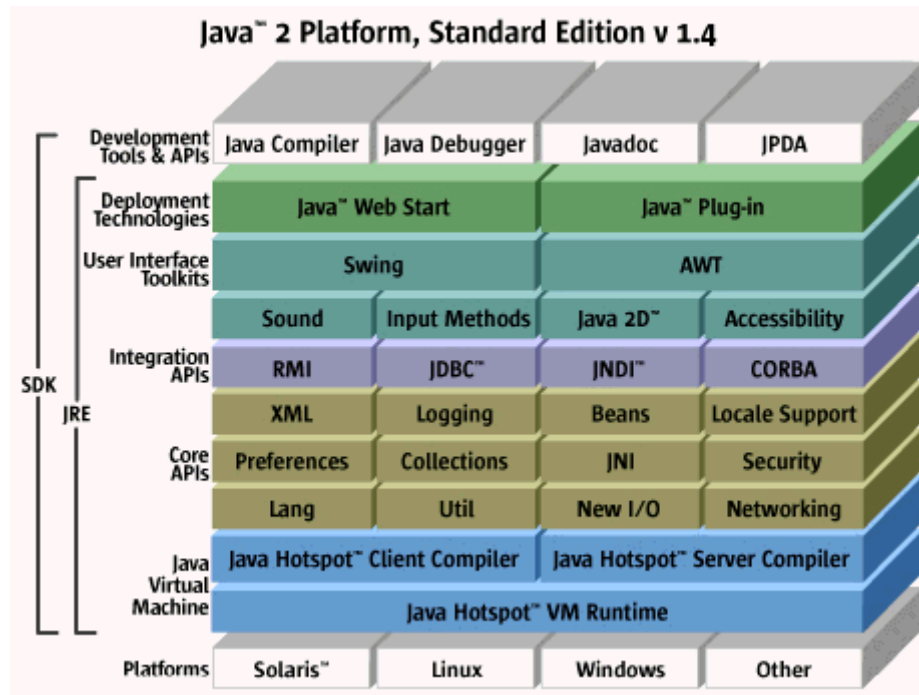 Java™ 2 Platform, Standard Edition v 1.4
Development
Tools & APIs
Java Compiler
Java Debugger
Javadoc
JPDA
Deployment
Technologies
Java™ Web Start
Java™ Plug-in
User Interface
Toolkits
Swing
AWT
Sound
Input Methods
Java 2D™
Accessibility
Integration
APIs
RMI
JDBC™
JNDI™
CORBA
SDK
JRE
XML
Logging
Beans
Locale Support
Core
APIs
Preferences
Collections
JNI
Security
Lang
Util
New I/O
Networking
Java
Virtual
Machine
Java Hotspot™ Client Compiler
Java Hotspot™ Server Compiler
Java Hotspot™ VM Runtime
Platforms
Solaris™
Linux
Windows
Other